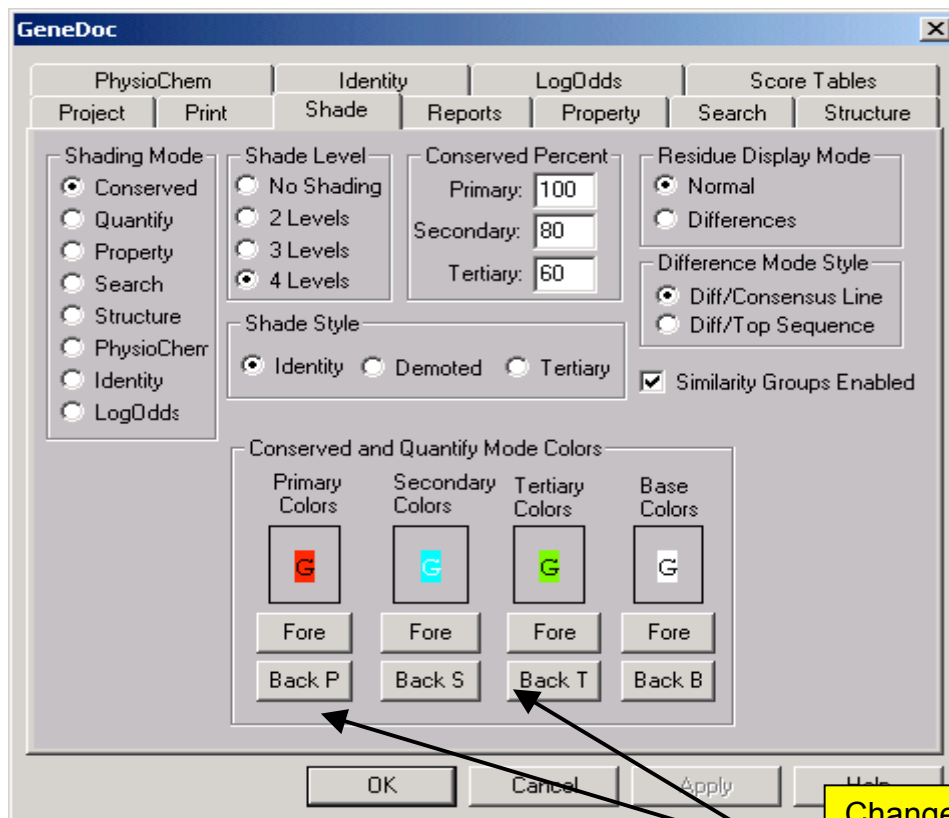 GeneDoc
PhysioChem Identity LogOdds Score Tables
Project Print Shade Reports Property Search Structure
Shading Mode
Conserved
Quantify
Property
Search
Structure
PhysioChem
Identity
LogOdds
Shade Level
No Shading
2 Levels
3 Levels
4 Levels
Conserved Percent
Primary: 100
Secondary: 80
Tertiary: 60
Residue Display Mode
Normal
Differences
Difference Mode Style
Diff/Consensus Line
Diff/Top Sequence
Shade Style
Identity Demoted Tertiary
Similarity Groups Enabled
Conserved and Quantify Mode Colors
Primary Colors
Secondary Colors
Tertiary Colors
Base Colors
G G G G
Fore Fore Fore Fore
Back P Back S Back T Back B
OK Cancel Apply Help
Change